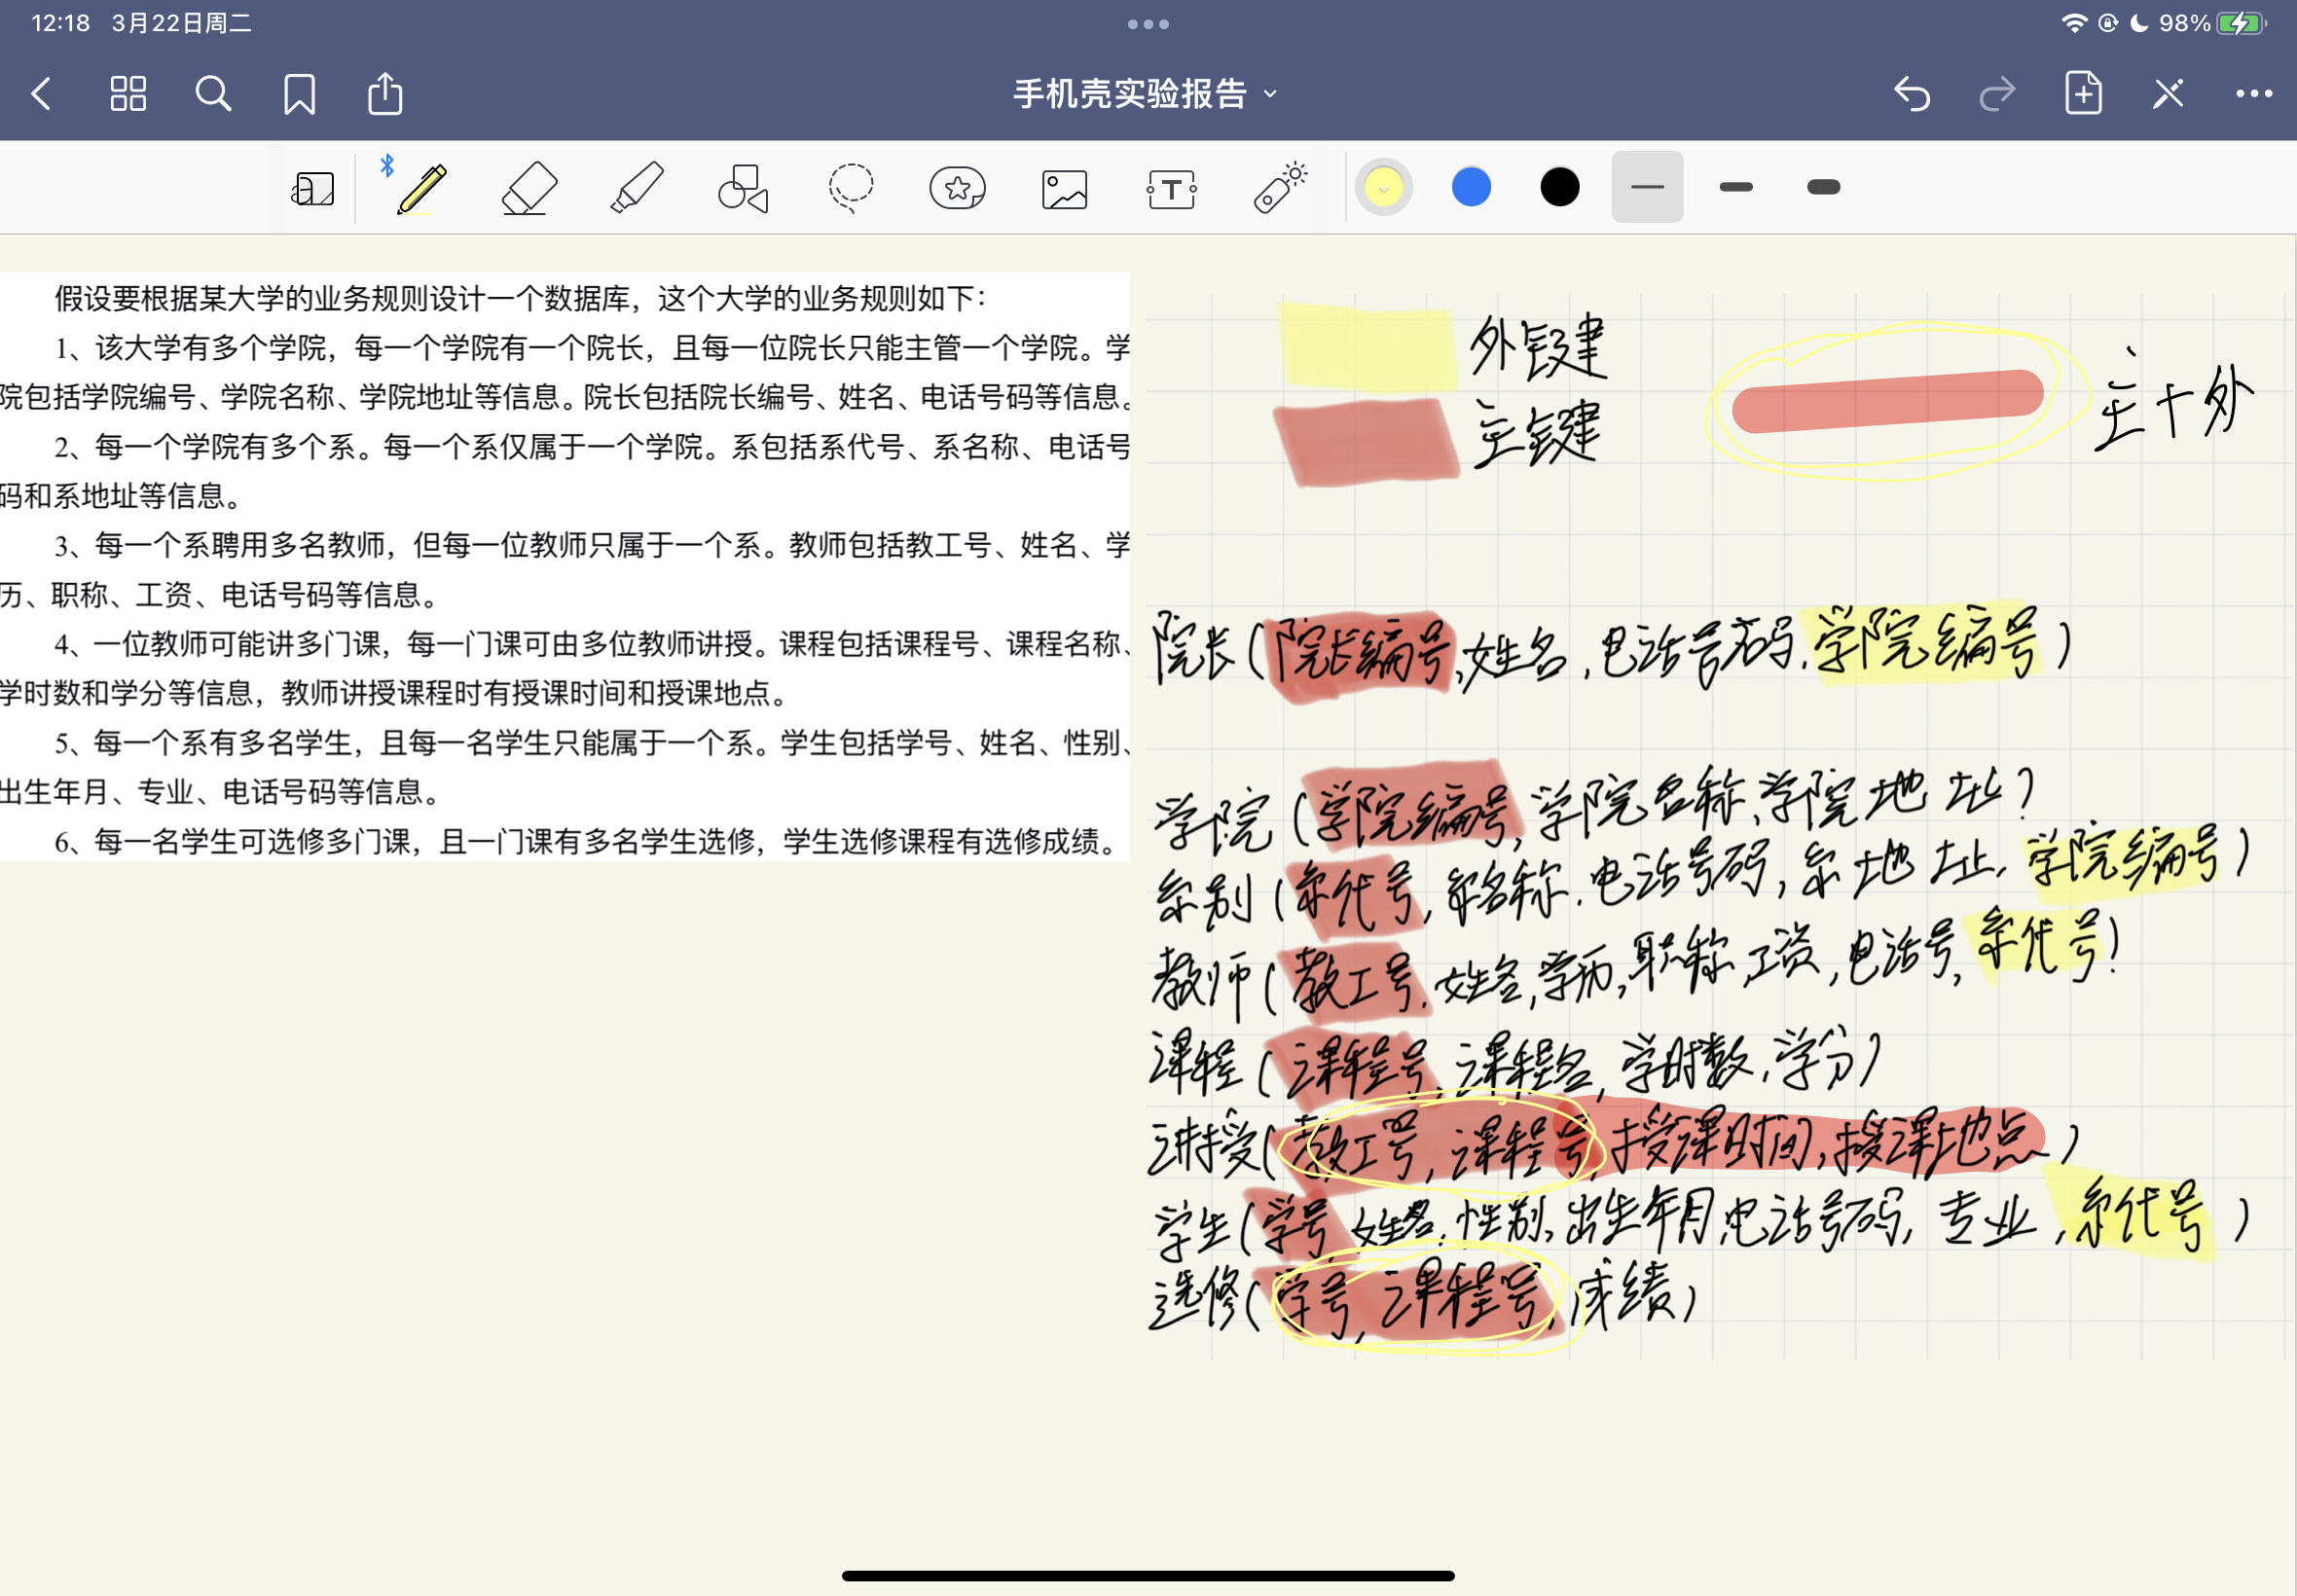 12:18 3月22日周二
98%
手机壳实验报告
T
假设要根据某大学的业务规则设计一个数据库，这个大学的业务规则如下：
1、该大学有多个学院，每一个学院有一个院长，且每一位院长只能主管一个学院。学
院包括学院编号、学院名称、学院地址等信息。院长包括院长编号、姓名、电话号码等信息。
2、每一个学院有多个系。每一个系仅属于一个学院。系包括系代号、系名称、电话号
码和系地址等信息。
3、每一个系聘用多名教师，但每一位教师只属于一个系。教师包括教工号、姓名、学
历、职称、工资、电话号码等信息。
4、一位教师可能讲多门课，每一门课可由多位教师讲授。课程包括课程号、课程名称、
学时数和学分等信息，教师讲授课程时有授课时间和授课地点。
5、每一个系有多名学生，且每一名学生只能属于一个系。学生包括学号、姓名、性别、
出生年月、专业、电话号码等信息。
6、每一名学生可选修多门课，且一门课有多名学生选修，学生选修课程有选修成绩。
外键
主键
主+外
院长(院长编号,姓名,电话号码,学院编号)
学院(学院编号,学院名称,学院地址)
系别(系代号,系名称,电话号码,系地址,学院编号)
教师(教工号,姓名,学历,职称,工资,电话号,系代号)
课程(课程号,课程名,学时数,学分)
讲授(教工号,课程号,授课时间,授课地点)
学生(学号,姓名,性别,出生年月,电话号码,专业,系代号)
选修(学号,课程号,成绩)